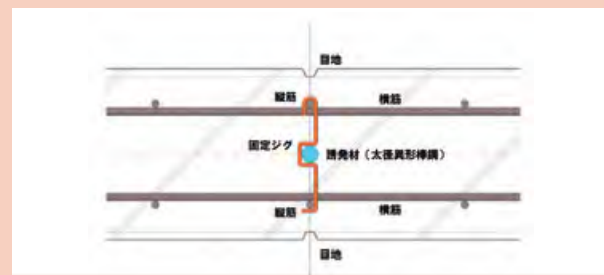 目地
縦筋
横筋
固定ジグ
誘発材（太径異形棒鋼）
縦筋
横筋
目地